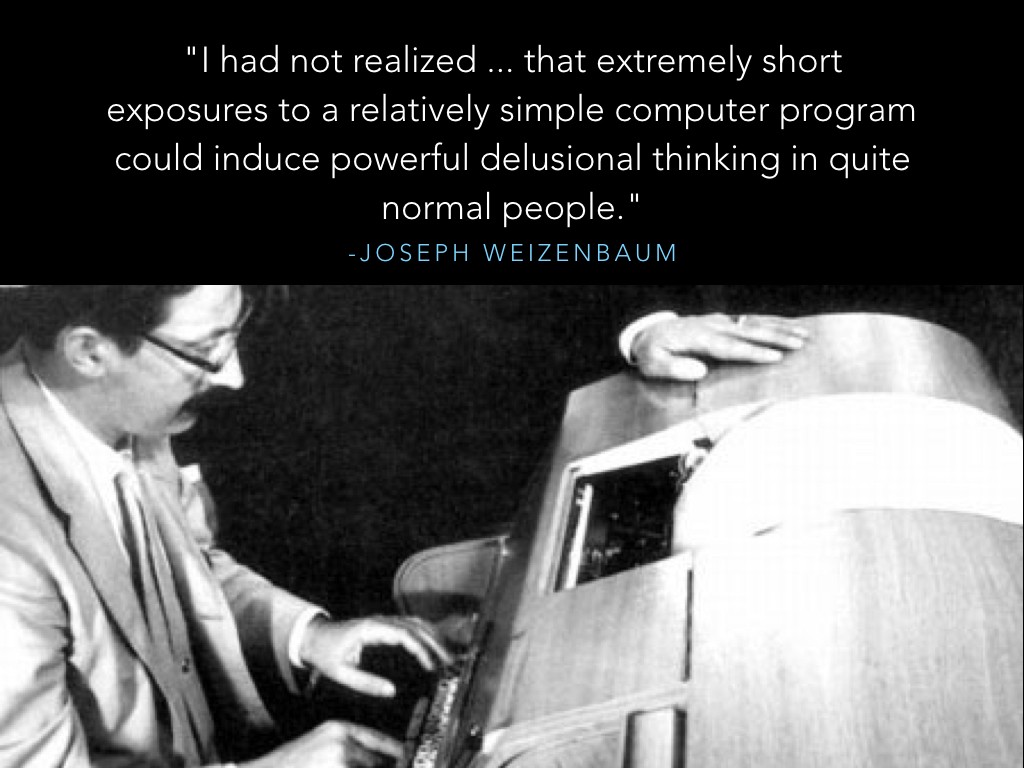 "I had not realized ... that extremely short
exposures to a relatively simple computer program
could induce powerful delusional thinking in quite
normal people."
-JOSEPH WEIZENBAUM